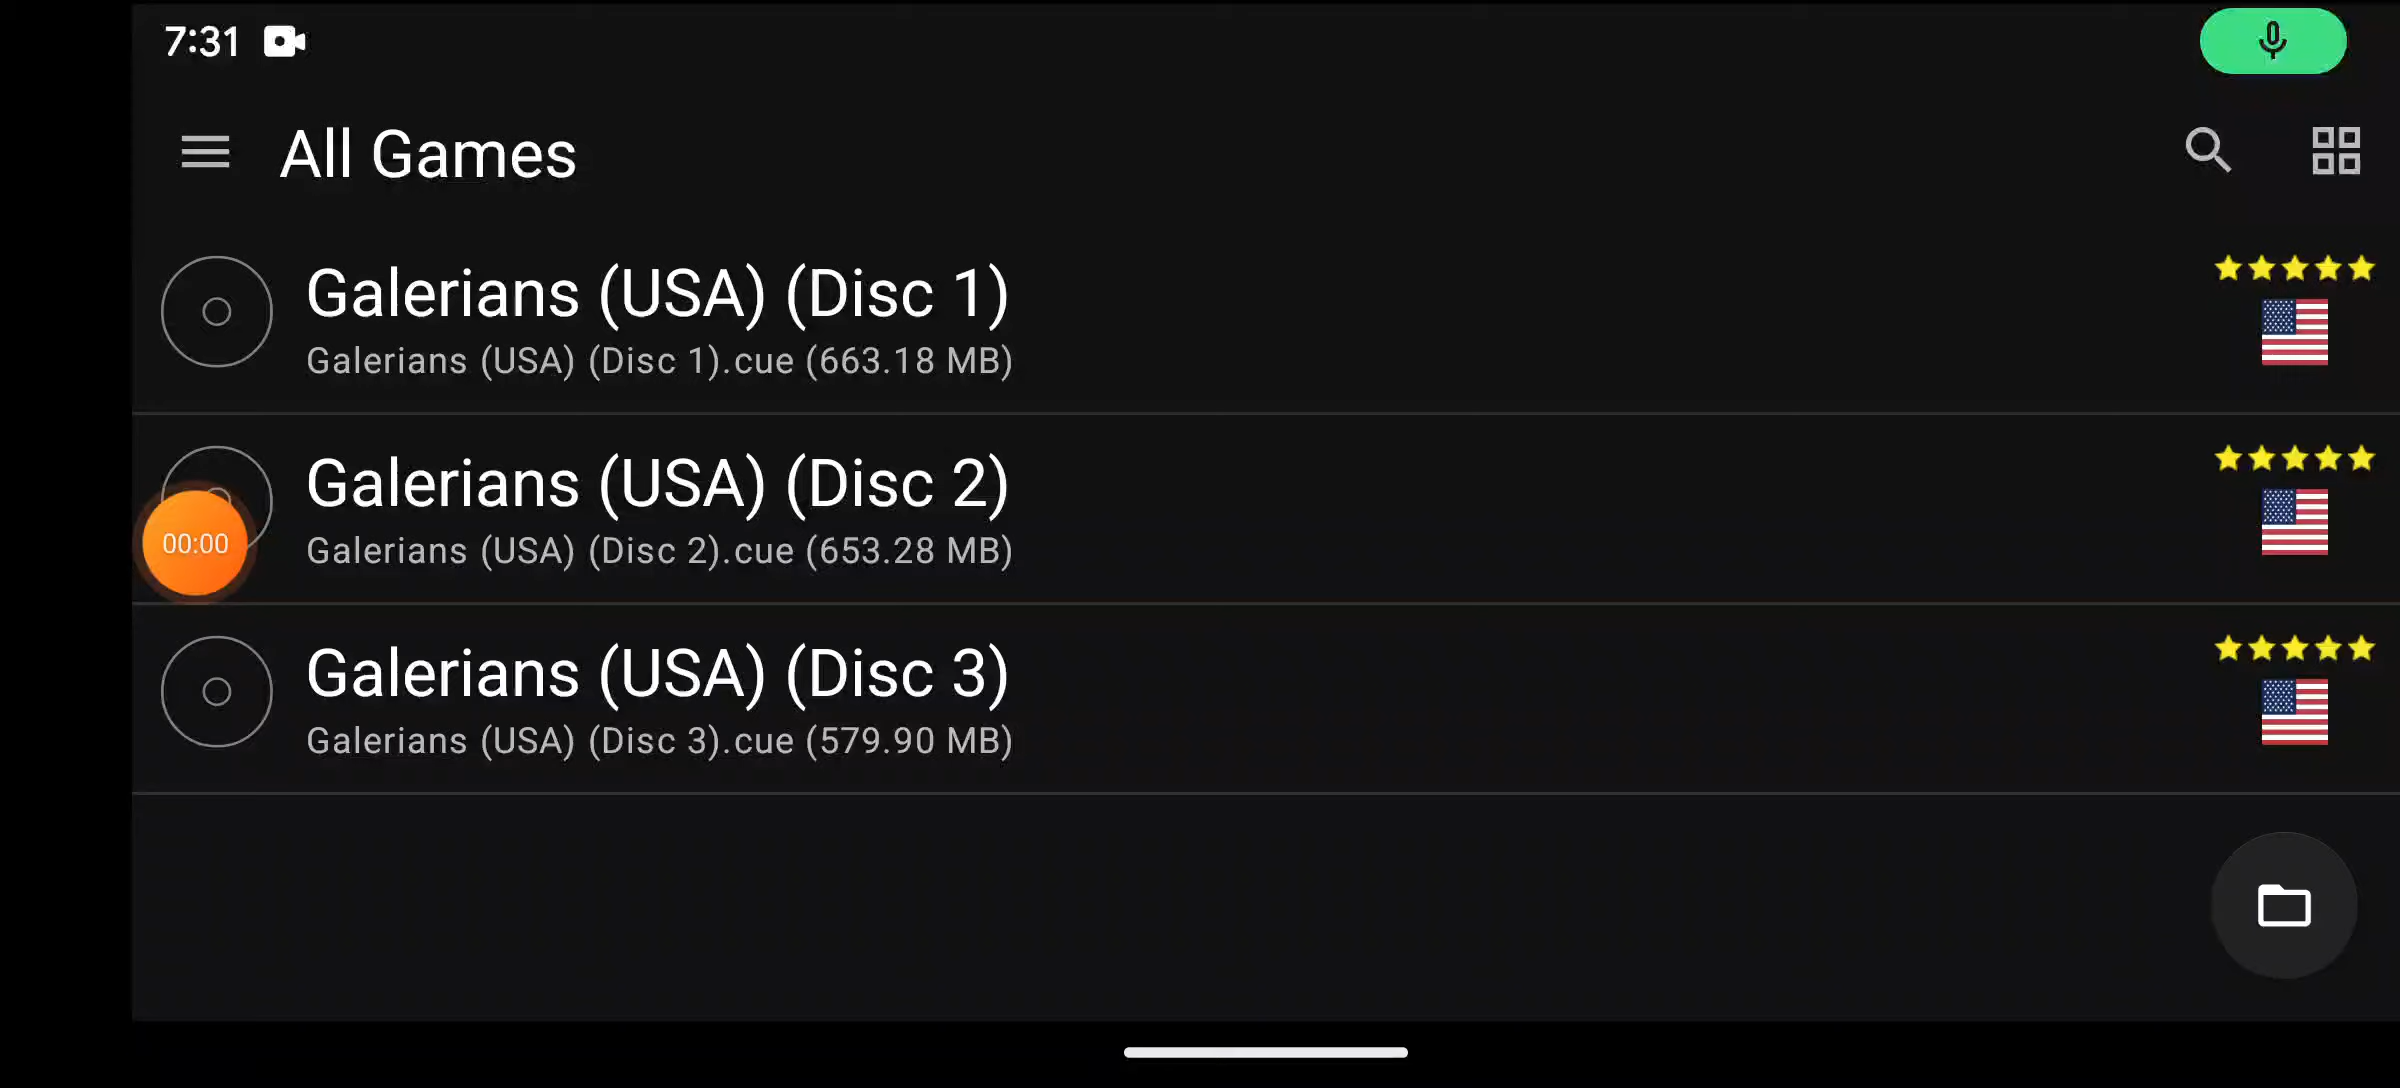 7:31
All Games
Galerians (USA) (Disc 1)
Galerians (USA) (Disc 1).cue (663.18 MB)
Galerians (USA) (Disc 2)
00:00
Galerians (USA) (Disc 2).cue (653.28 MB)
Galerians (USA) (Disc 3)
Galerians (USA) (Disc 3).cue (579.90 MB)